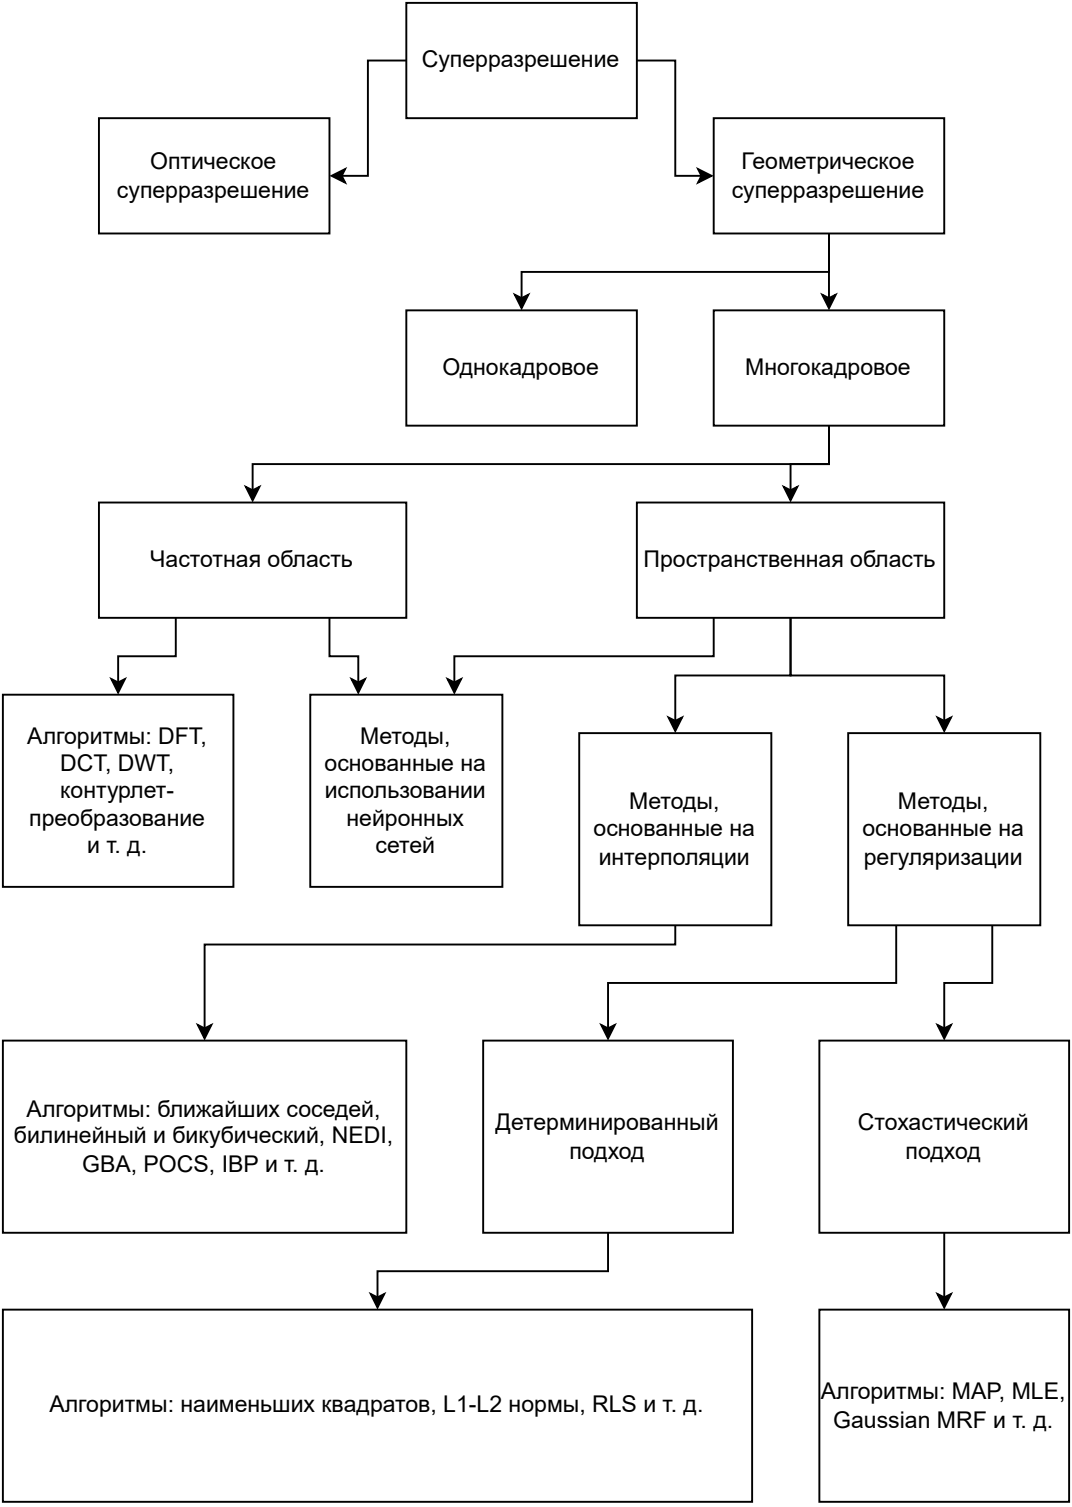 Суперразрешение
Оптическое
суперразрешение
Геометрическое
суперразрешение
Однокадровое
Многокадровое
Частотная область
Пространственная область
Алгоритмы: DFT,
DCT, DWT,
контурлет-
преобразование
и т. д.
Методы,
основанные на
использовании
нейронных
сетей
Методы,
основанные на
интерполяции
Методы,
основанные на
регуляризации
Алгоритмы: ближайших соседей,
билинейный и бикубический, NEDI,
GBA, POCS, IBP и т. д.
Детерминированный
подход
Стохастический
подход
Алгоритмы: наименьших квадратов, L1-L2 нормы, RLS и т. д.
Алгоритмы: MAP, MLE,
Gaussian MRF и т. д.